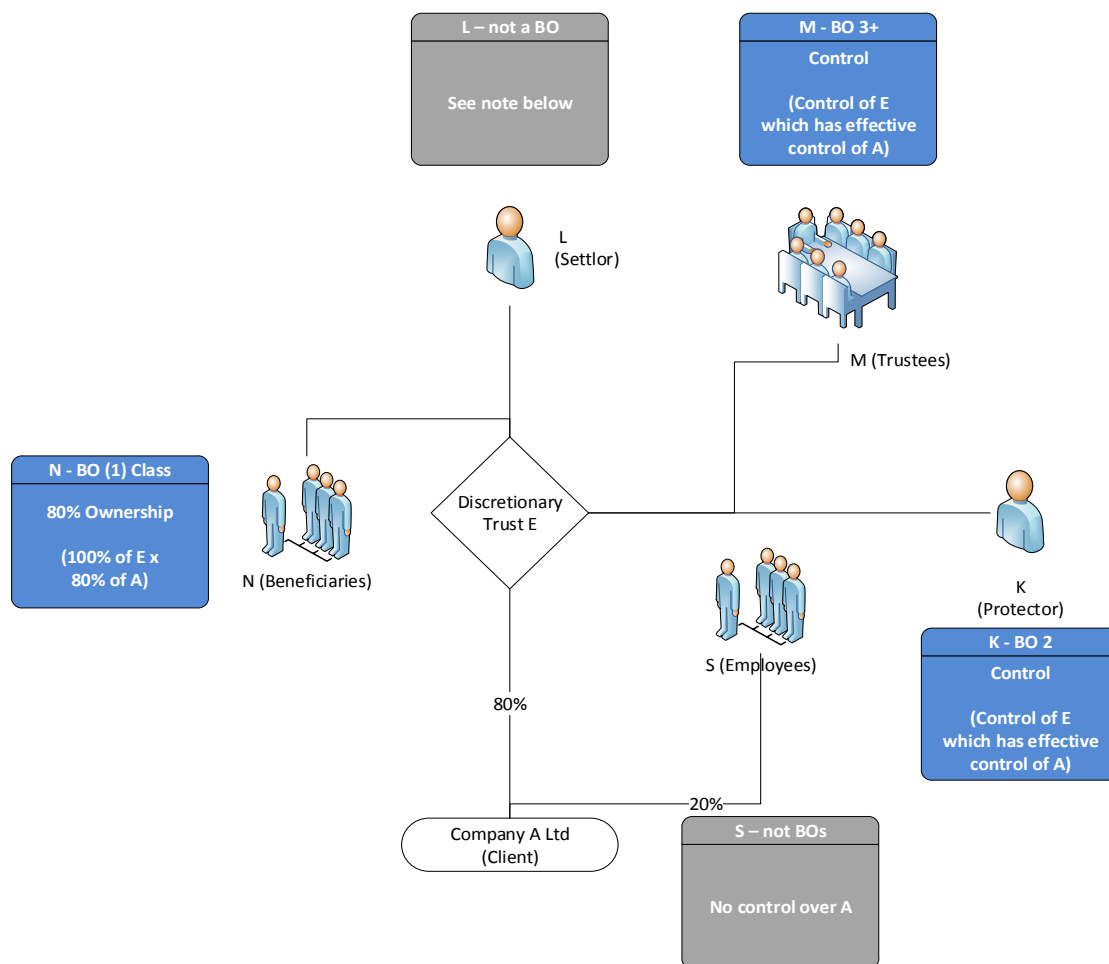 L – not a BO
See note below
M - BO 3+
Control
(Control of E
which has effective
control of A)
L
(Settlor)
M (Trustees)
N - BO (1) Class
80% Ownership
(100% of E x
80% of A)
N (Beneficiaries)
Discretionary
Trust E
K
(Protector)
S (Employees)
K - BO 2
Control
(Control of E
which has effective
control of A)
80%
20%
Company A Ltd
(Client)
S – not BOs
No control over A